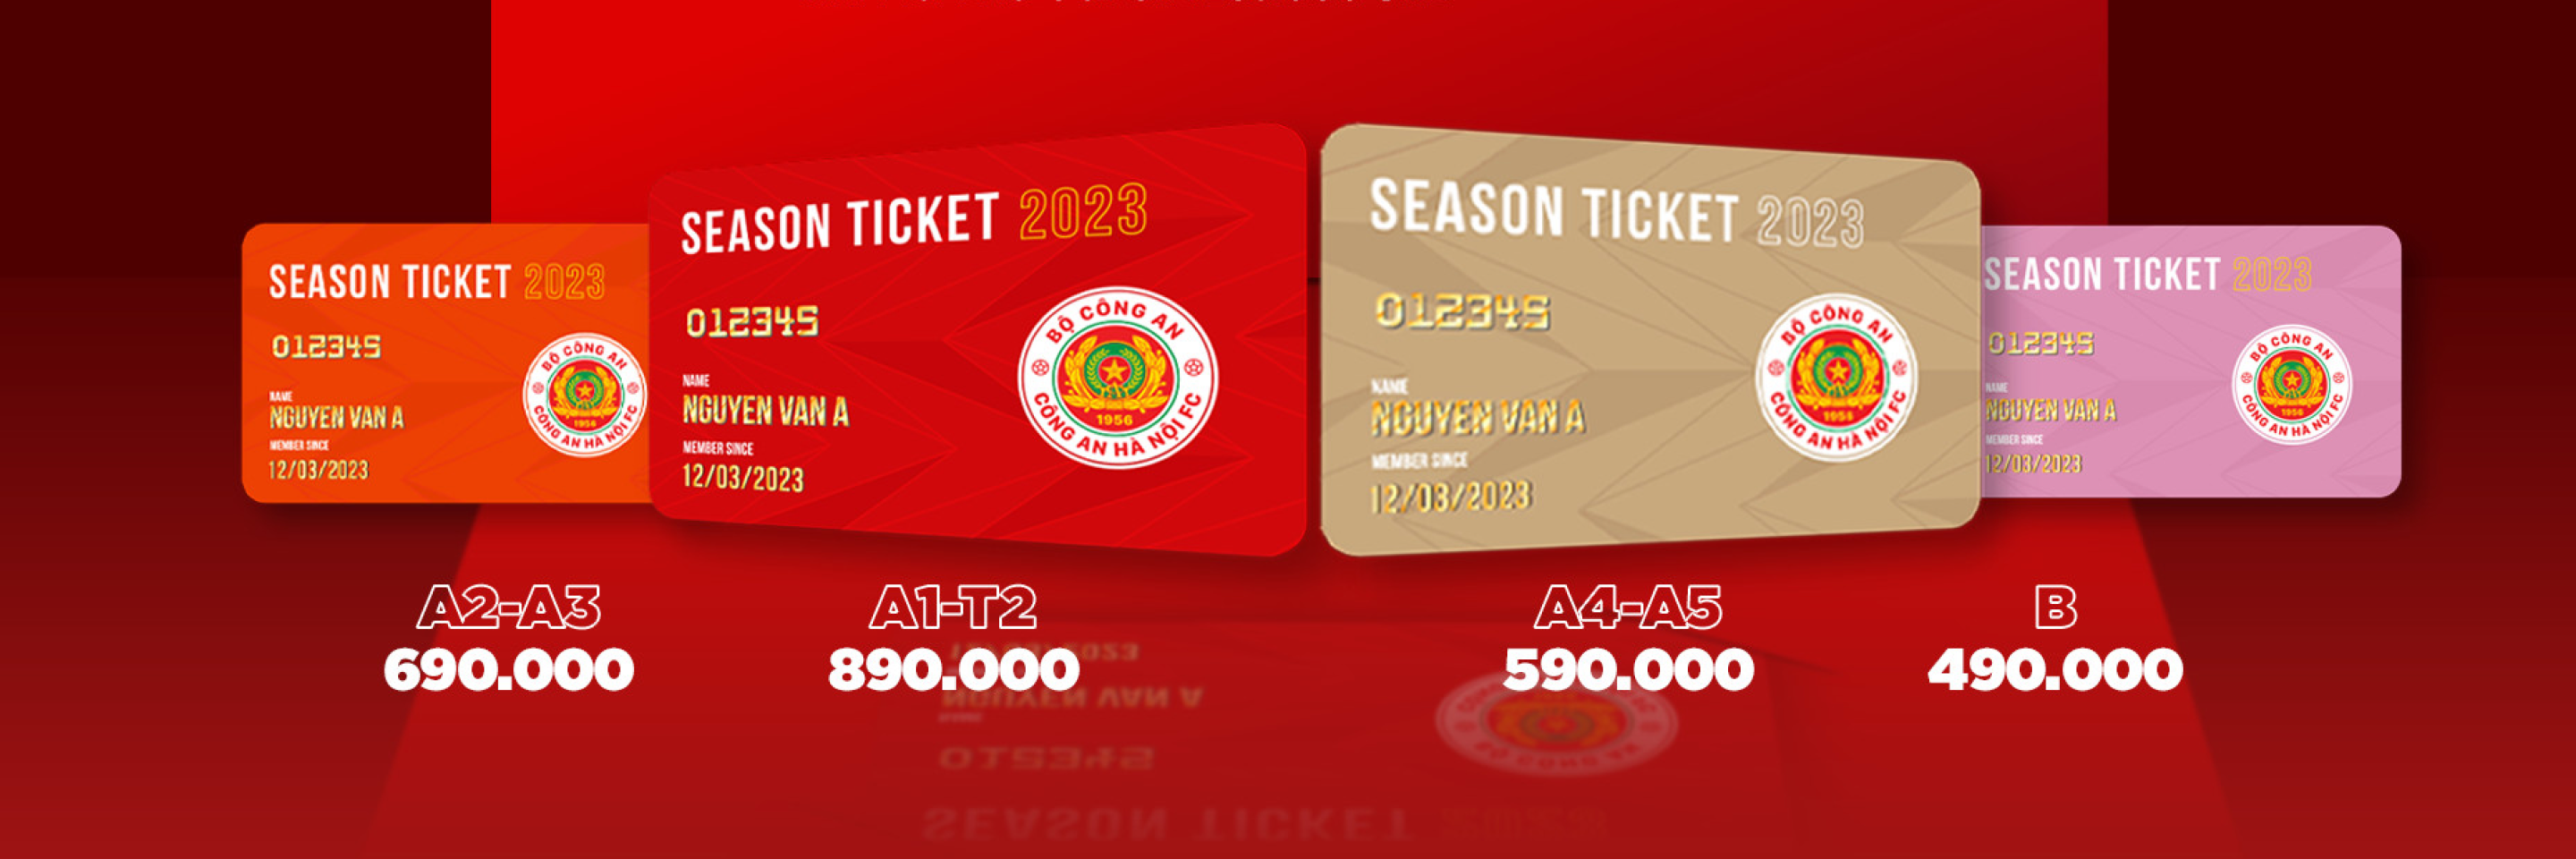 SEASON TICKET 2023
012345
NAME
NGUYEN VAN A
MEMBER SINCE
12/03/2023
BỘ CÔNG AN
1956
CÔNG AN HÀ NỘI FC
A2-A3
690.000
SEASON TICKET 2023
012345
NAME
NGUYEN VAN A
MEMBER SINCE
12/03/2023
BỘ CÔNG AN
1956
CÔNG AN HÀ NỘI FC
A1-T2
890.000
SEASON TICKET 2023
012345
NAME
NGUYEN VAN A
MEMBER SINCE
12/03/2023
BỘ CÔNG AN
1956
CÔNG AN HÀ NỘI FC
A4-A5
590.000
SEASON TICKET 2023
012345
NAME
NGUYEN VAN A
MEMBER SINCE
12/03/2023
BỘ CÔNG AN
1956
CÔNG AN HÀ NỘI FC
B
490.000